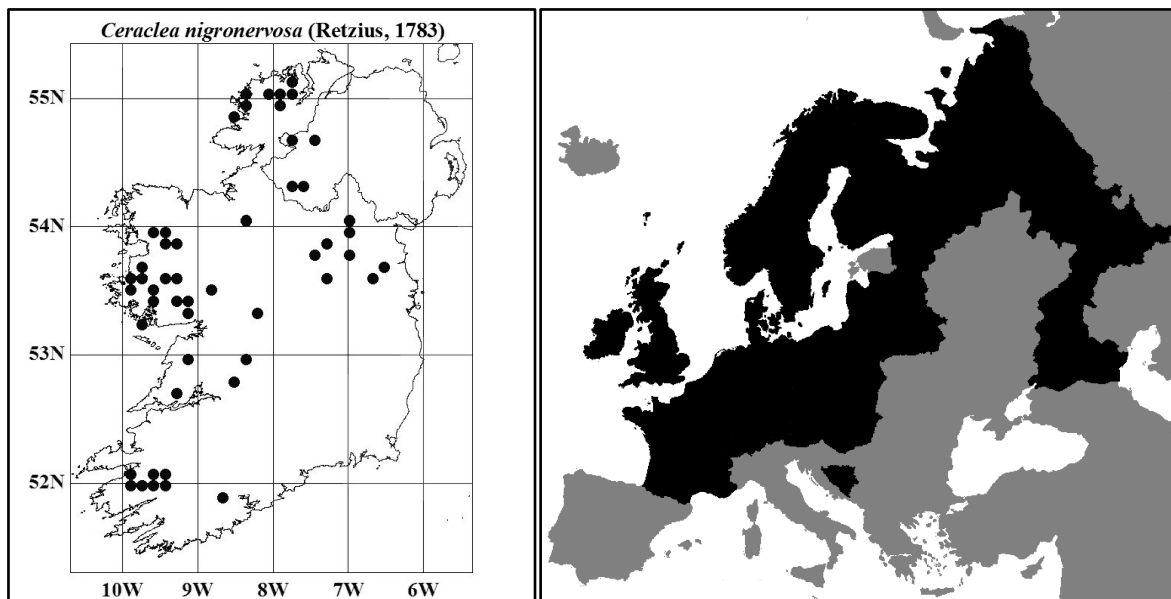 Ceraclea nigronervosa (Retzius, 1783)
55N
54N
53N
52N
10W 9W 8W 7W 6W